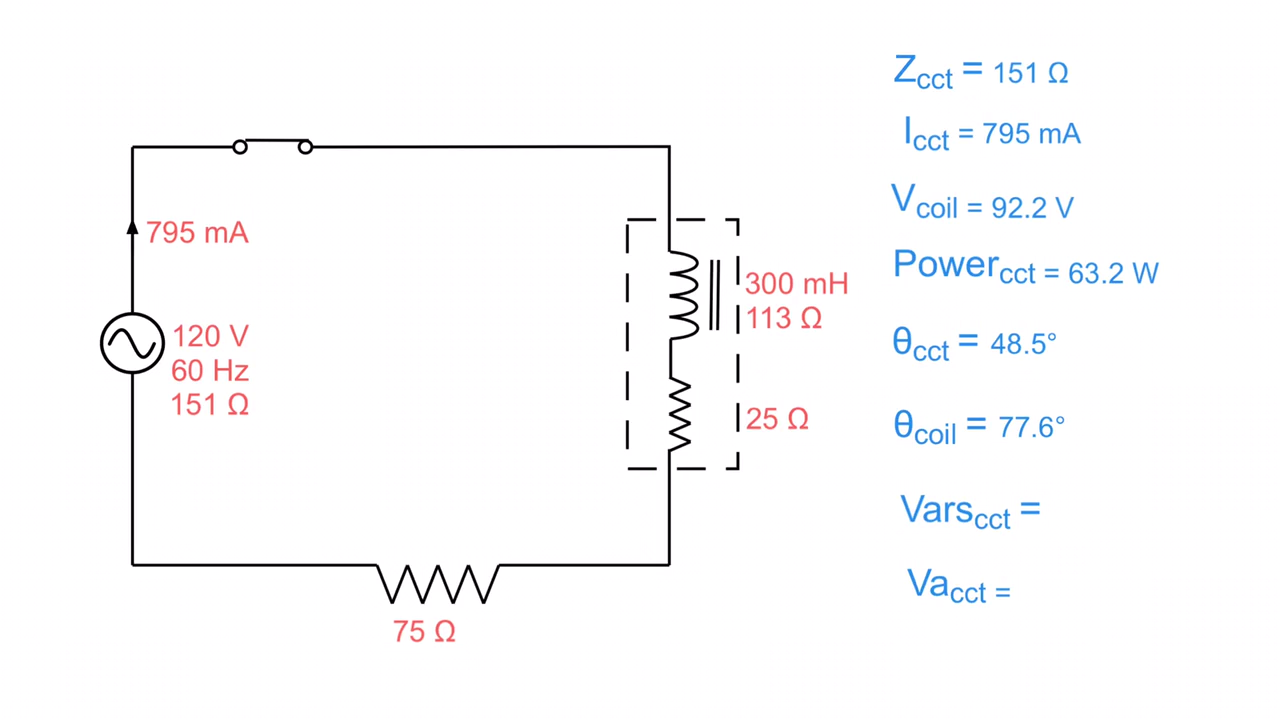 795 mA
120 V
60 Hz
151 Ω
300 mH
113 Ω
25 Ω
75 Ω
Zcct = 151 Ω
Icct = 795 mA
Vcoil = 92.2 V
Powercct = 63.2 W
θcct = 48.5°
θcoil = 77.6°
Varscct =
Vacct =